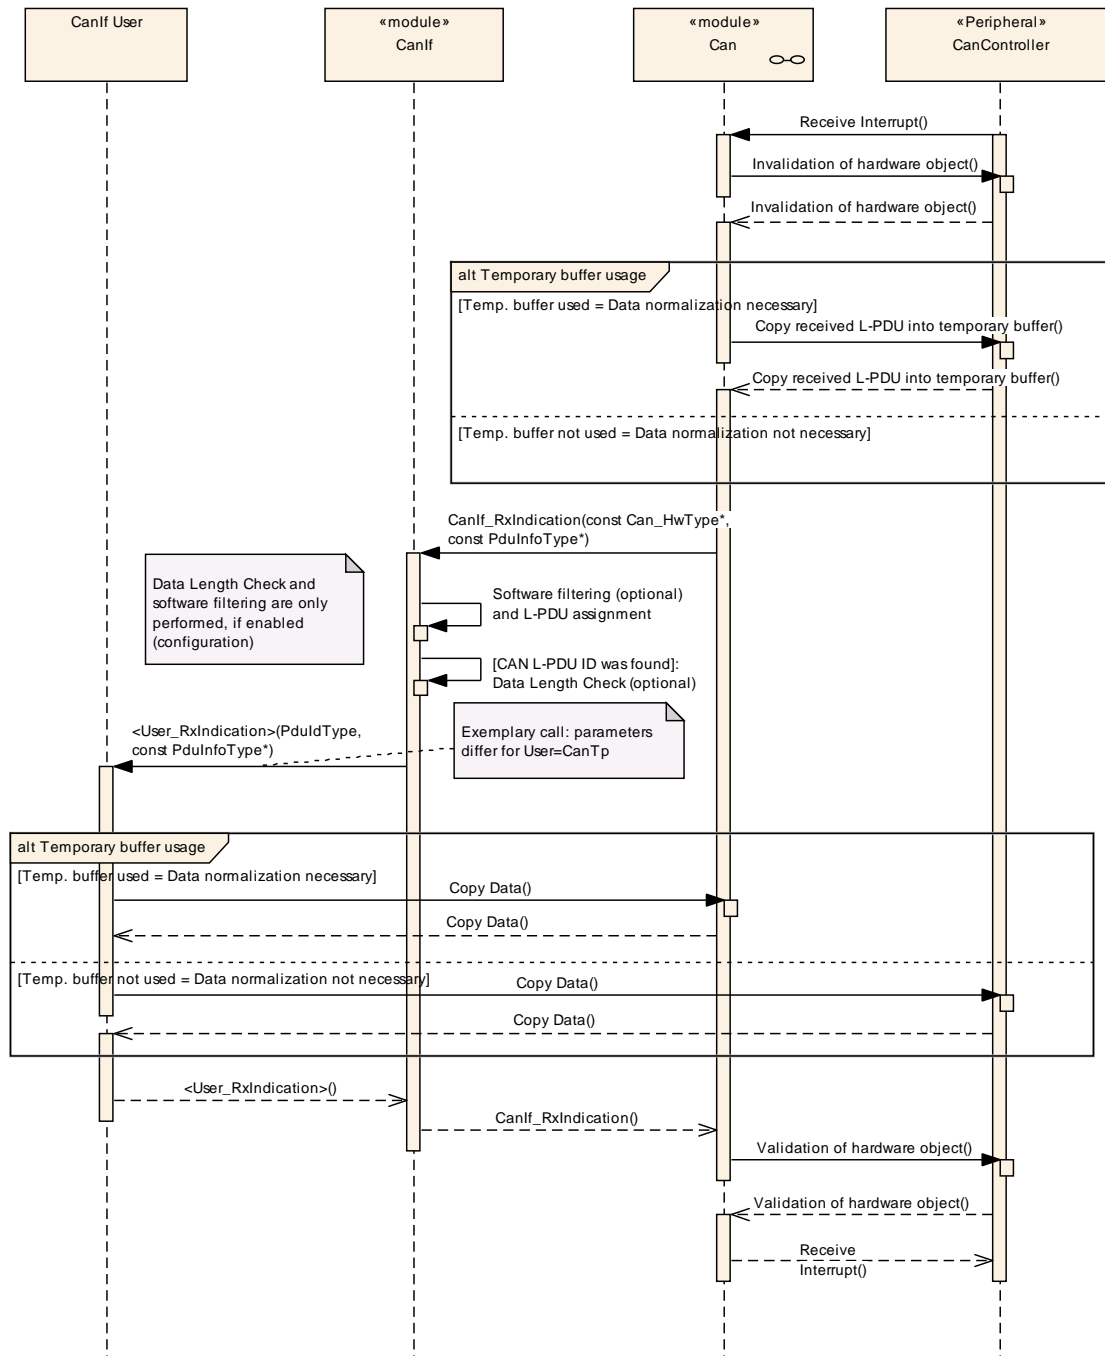 CanIf User
«module»
CanIf
«module»
Can
«Peripheral»
CanController
Receive Interrupt()
Invalidation of hardware object()
Invalidation of hardware object()
alt Temporary buffer usage
[Temp. buffer used = Data normalization necessary]
Copy received L-PDU into temporary buffer()
Copy received L-PDU into temporary buffer()
[Temp. buffer not used = Data normalization not necessary]
CanIf_RxIndication(const Can_HwType*,
const PduInfoType*)
Data Length Check and
software filtering are only
performed, if enabled
(configuration)
Software filtering (optional)
and L-PDU assignment
[CAN L-PDU ID was found]:
Data Length Check (optional)
<User_RxIndication>(PduIdType,
const PduInfoType*)
Exemplary call: parameters
differ for User=CanTp
alt Temporary buffer usage
[Temp. buffer used = Data normalization necessary]
Copy Data()
Copy Data()
[Temp. buffer not used = Data normalization not necessary]
Copy Data()
Copy Data()
<User_RxIndication>()
CanIf_RxIndication()
Validation of hardware object()
Validation of hardware object()
Receive
Interrupt()